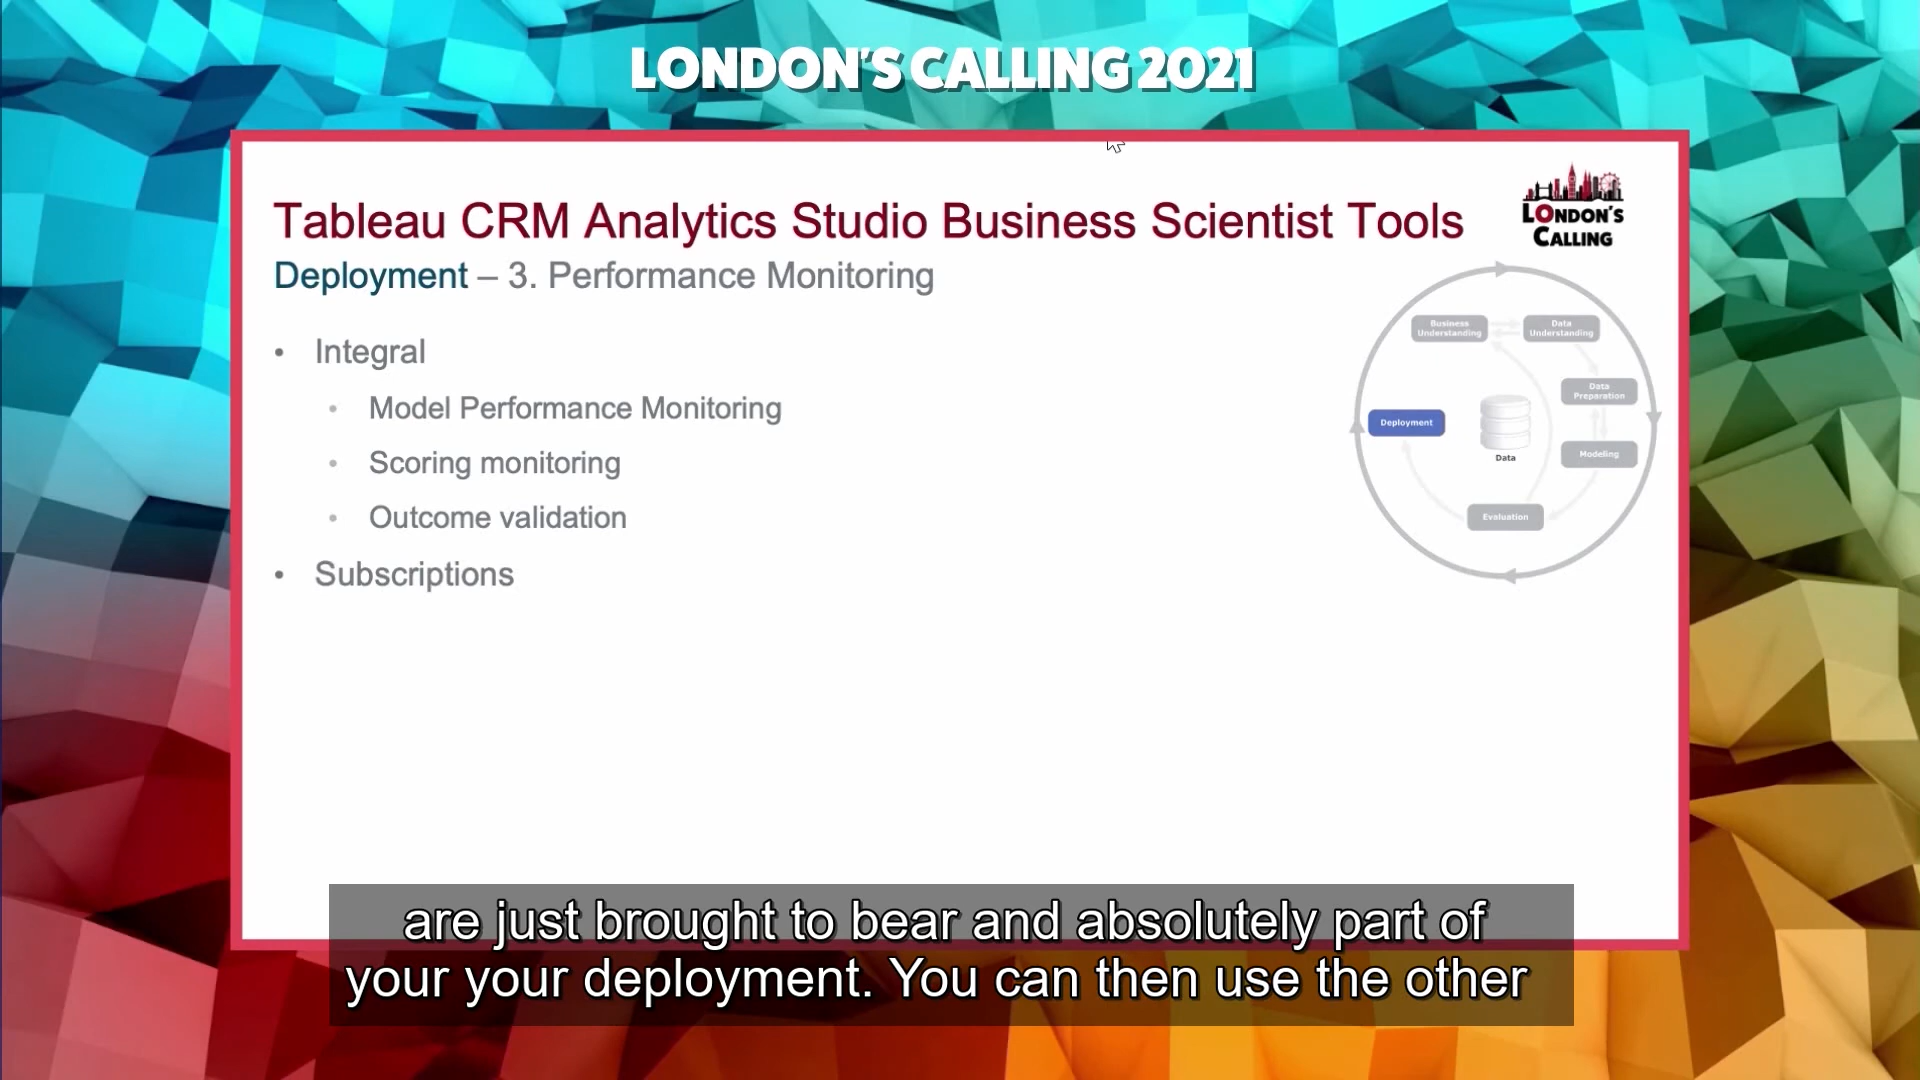 LONDON'S CALLING 2021
Tableau CRM Analytics Studio Business Scientist Tools
LONDON'S
CALLING
Deployment – 3. Performance Monitoring
• Integral
• Model Performance Monitoring
• Scoring monitoring
• Outcome validation
• Subscriptions
Business
Understanding
Data
Understanding
Data
Preparation
Deployment
Data
Modeling
Evaluation
are just brought to bear and absolutely part of
your your deployment. You can then use the other